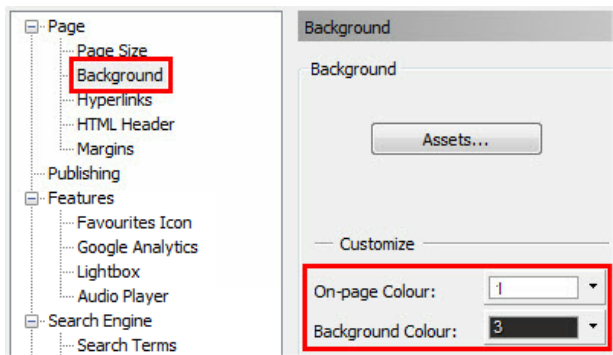 Page
Page Size
Background
Hyperlinks
HTML Header
Margins
Publishing
Features
Favourites Icon
Google Analytics
Lightbox
Audio Player
Search Engine
Search Terms
Background
Background
Assets...
Customize
On-page Colour: 1
Background Colour: 3